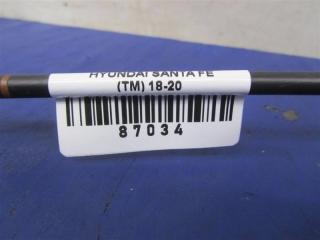 HYUNDAI SANTA FE
(TM) 18-20
87034